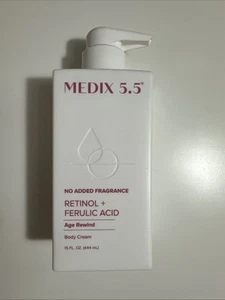 MEDIX 5.5®
NO ADDED FRAGRANCE
RETINOL +
FERULIC ACID
Age Rewind
Body Cream
15 FL. OZ. (444 mL)